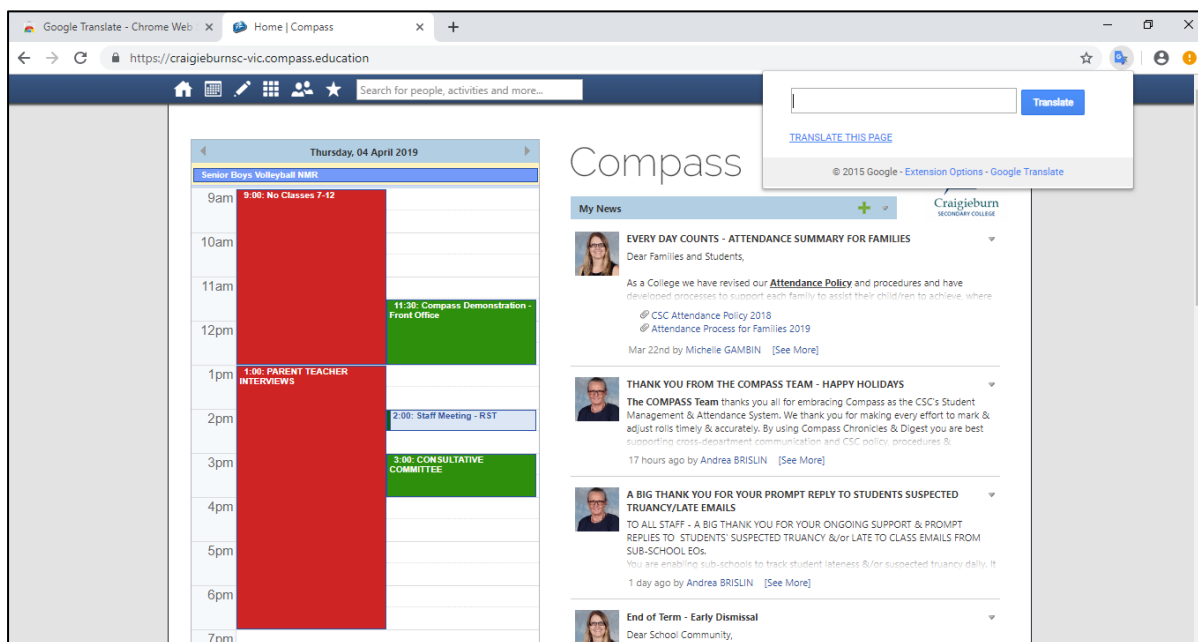 Google Translate - Chrome Web
Home | Compass
https://craigieburnsc-vic.compass.education
Search for people, activities and more...
Translate
TRANSLATE THIS PAGE
© 2015 Google - Extension Options - Google Translate
Thursday, 04 April 2019
Senior Boys Volleyball NMR
9am
9:00: No Classes 7-12
10am
11am
11:30: Compass Demonstration -
Front Office
12pm
1pm
1:00: PARENT TEACHER
INTERVIEWS
2pm
2:00: Staff Meeting - RST
3pm
3:00: CONSULTATIVE
COMMITTEE
4pm
5pm
6pm
7pm
Compass
Craigieburn
SECONDARY COLLEGE
My News
EVERY DAY COUNTS - ATTENDANCE SUMMARY FOR FAMILIES
Dear Families and Students,
As a College we have revised our Attendance Policy and procedures and have
developed processes to support each family to assist their child/ren to achieve, where
CSC Attendance Policy 2018
Attendance Process for Families 2019
Mar 22nd by Michelle GAMBIN [See More]
THANK YOU FROM THE COMPASS TEAM - HAPPY HOLIDAYS
The COMPASS Team thanks you all for embracing Compass as the CSC's Student
Management & Attendance System. We thank you for making every effort to mark &
adjust rolls timely & accurately. By using Compass Chronicles & Digest you are best
supporting cross-department communication and CSC policy, procedures &
17 hours ago by Andrea BRISLIN [See More]
A BIG THANK YOU FOR YOUR PROMPT REPLY TO STUDENTS SUSPECTED
TRUANCY/LATE EMAILS
TO ALL STAFF - A BIG THANK YOU FOR YOUR ONGOING SUPPORT & PROMPT
REPLIES TO STUDENTS' SUSPECTED TRUANCY &/or LATE TO CLASS EMAILS FROM
SUB-SCHOOL EOs.
You are enabling sub-schools to track student lateness &/or suspected truancy daily. It
1 day ago by Andrea BRISLIN [See More]
End of Term - Early Dismissal
Dear School Community,